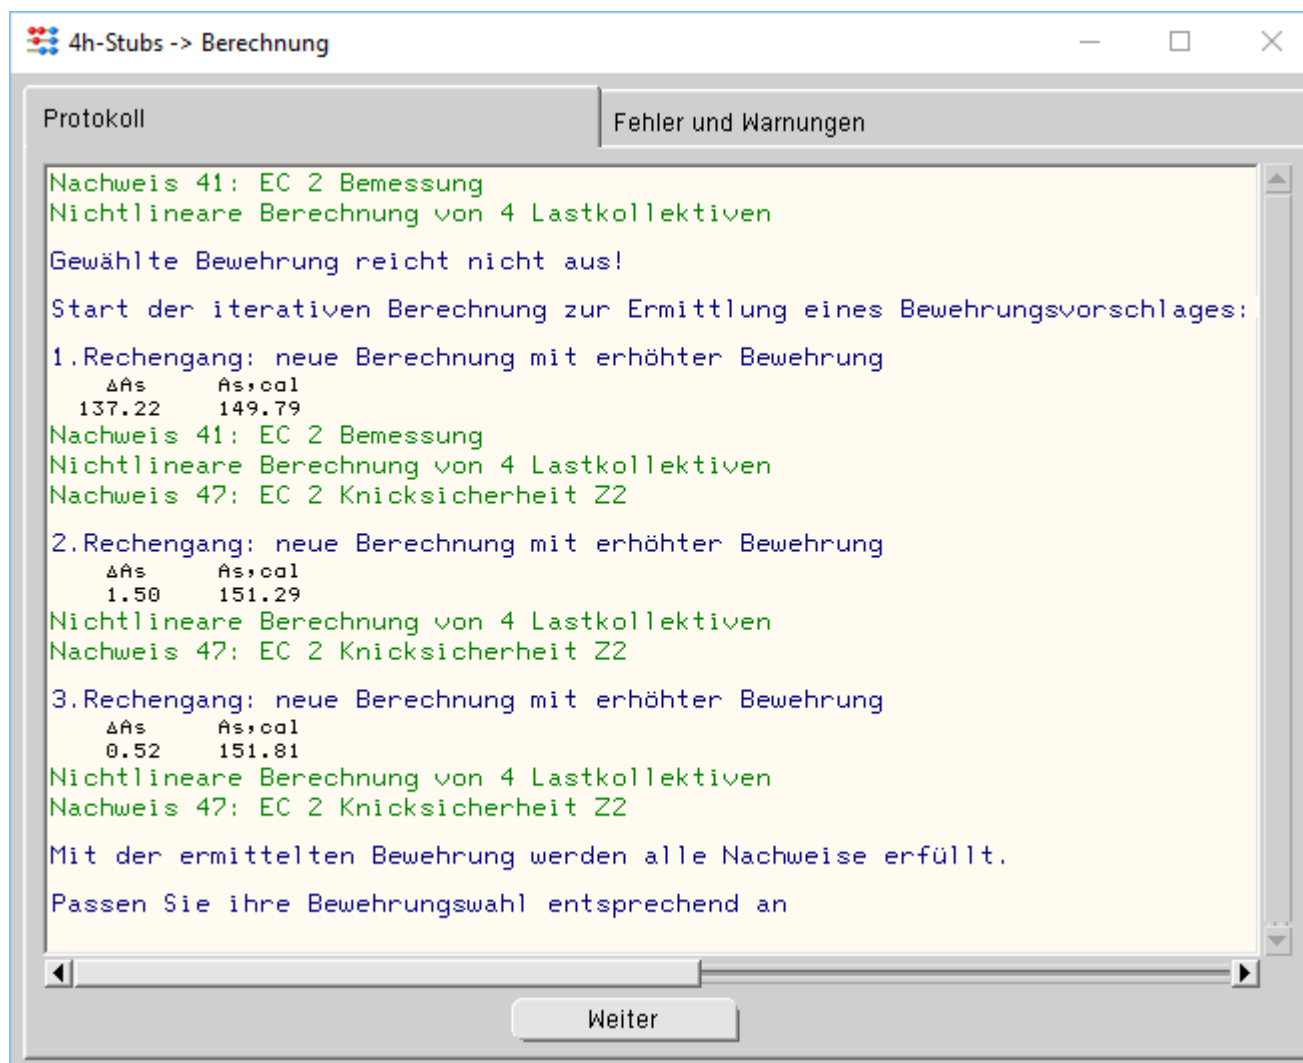 4h-Stubs -> Berechnung
Protokoll
Fehler und Warnungen
Nachweis 41: EC 2 Bemessung
Nichtlineare Berechnung von 4 Lastkollektiven
Gewählte Bewehrung reicht nicht aus!
Start der iterativen Berechnung zur Ermittlung eines Bewehrungsvorschlages:
1.Rechengang: neue Berechnung mit erhöhter Bewehrung
ΔAs As,cal
137.22 149.79
Nachweis 41: EC 2 Bemessung
Nichtlineare Berechnung von 4 Lastkollektiven
Nachweis 47: EC 2 Knicksicherheit Z2
2.Rechengang: neue Berechnung mit erhöhter Bewehrung
ΔAs As,cal
1.50 151.29
Nichtlineare Berechnung von 4 Lastkollektiven
Nachweis 47: EC 2 Knicksicherheit Z2
3.Rechengang: neue Berechnung mit erhöhter Bewehrung
ΔAs As,cal
0.52 151.81
Nichtlineare Berechnung von 4 Lastkollektiven
Nachweis 47: EC 2 Knicksicherheit Z2
Mit der ermittelten Bewehrung werden alle Nachweise erfüllt.
Passen Sie ihre Bewehrungswahl entsprechend an
Weiter